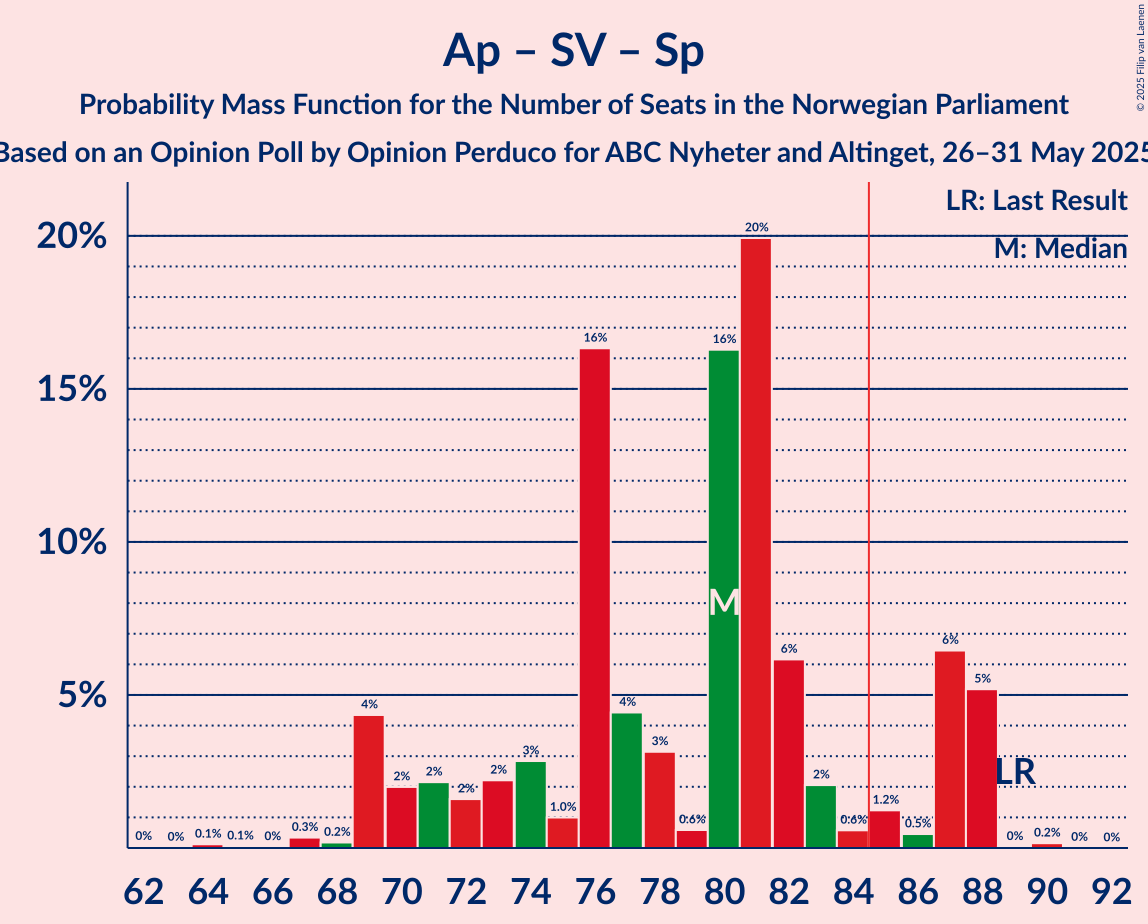 © 2025 Filip van Laenen
Ap – SV – Sp
Probability Mass Function for the Number of Seats in the Norwegian Parliament
Based on an Opinion Poll by Opinion Perduco for ABC Nyheter and Altinget, 26–31 May 2025
LR: Last Result
M: Median
20%
15%
10%
5%
0% 0% 0.1% 0.1% 0% 0.3% 0.2% 4% 2% 2% 2% 2% 3% 1.0% 16% 4% 3% 0.6% 16% 20% 6% 2% 0.6% 1.2% 0.5% 6% 5% 0% 0.2% 0% 0%
M
LR
62 64 66 68 70 72 74 76 78 80 82 84 86 88 90 92